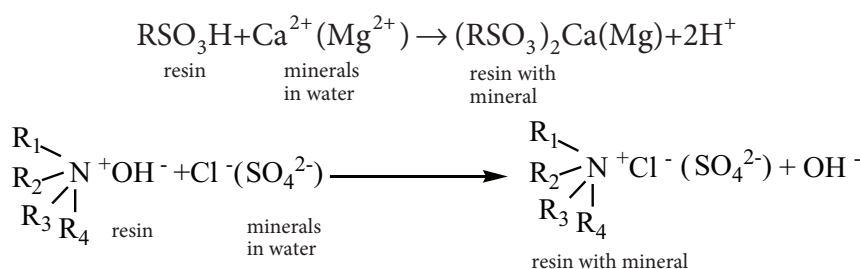 RSO₃H+Ca²⁺(Mg²⁺)→(RSO₃)₂Ca(Mg)+2H⁺
resin minerals in water resin with mineral
R₁
R₂ N ⁺OH⁻ +Cl⁻(SO₄²⁻) → N ⁺Cl⁻ (SO₄²⁻) + OH⁻
R₃ R₄ resin minerals in water
R₁
R₂
R₃ R₄
resin with mineral